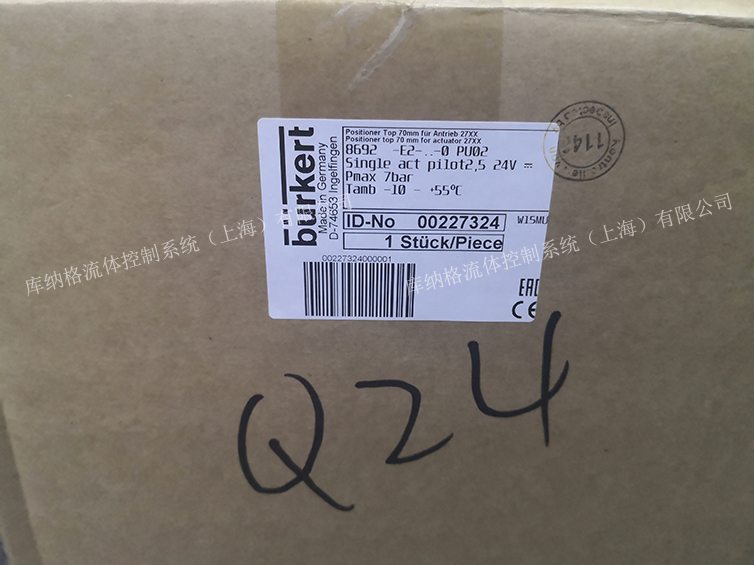 bürkert
Made in Germany
D-74653 Ingelfingen
Positioner Top 70mm für Antrieb 27XX
Positioner top 70 mm for actuator 27XX
8692 -E2-..-0 PU02
Single act pilot2,5 24V ⎓
Pmax 7bar
Tamb -10 - +55°C
ID-No 00227324
W15MU
1 Stück/Piece
00227324000001
EAC
CE
114
库纳格流体控制系统（上海）有限公司
库纳格流体控制系统（上海）有限公司
Q24